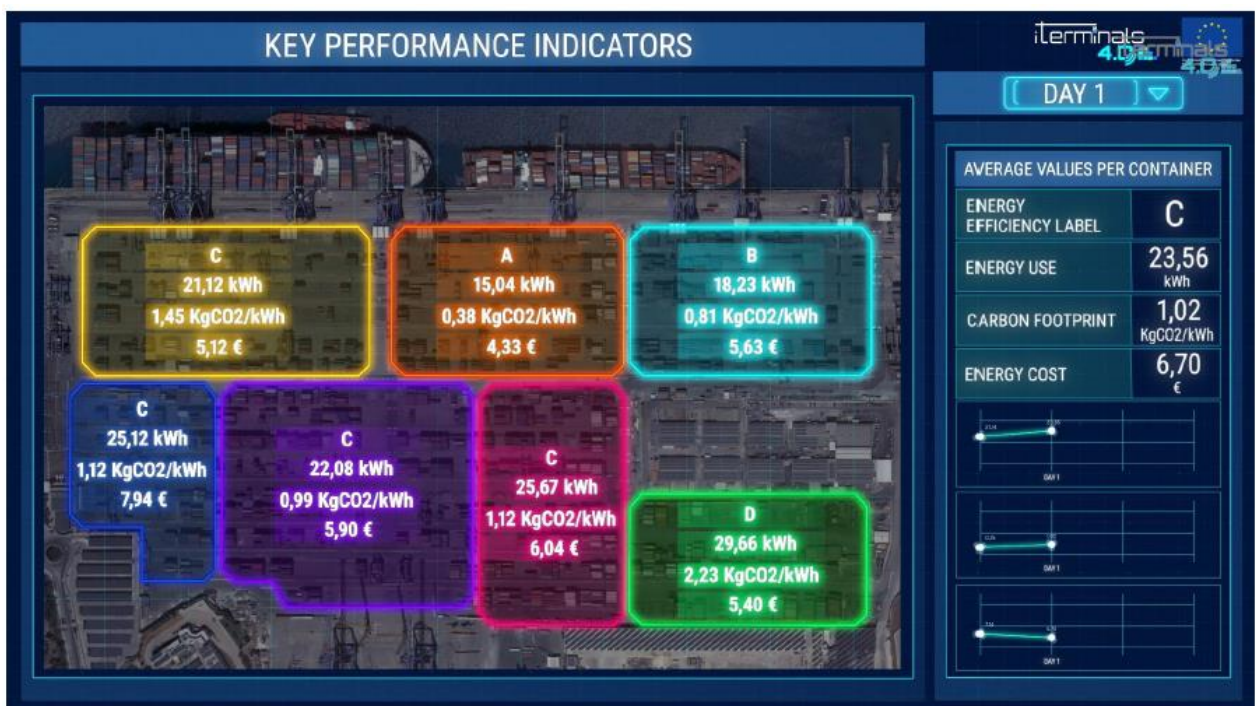 KEY PERFORMANCE INDICATORS
iTerminals
4.0
DAY 1
C
21,12 kWh
1,45 KgCO2/kWh
5,12 €
A
15,04 kWh
0,38 KgCO2/kWh
4,33 €
B
18,23 kWh
0,81 KgCO2/kWh
5,63 €
C
25,12 kWh
1,12 KgCO2/kWh
7,94 €
C
22,08 kWh
0,99 KgCO2/kWh
5,90 €
C
25,67 kWh
1,12 KgCO2/kWh
6,04 €
D
29,66 kWh
2,23 KgCO2/kWh
5,40 €
AVERAGE VALUES PER CONTAINER
ENERGY
EFFICIENCY LABEL
C
ENERGY USE
23,56
kWh
CARBON FOOTPRINT
1,02
KgCO2/kWh
ENERGY COST
6,70
€
DAY 1
DAY 1
DAY 1